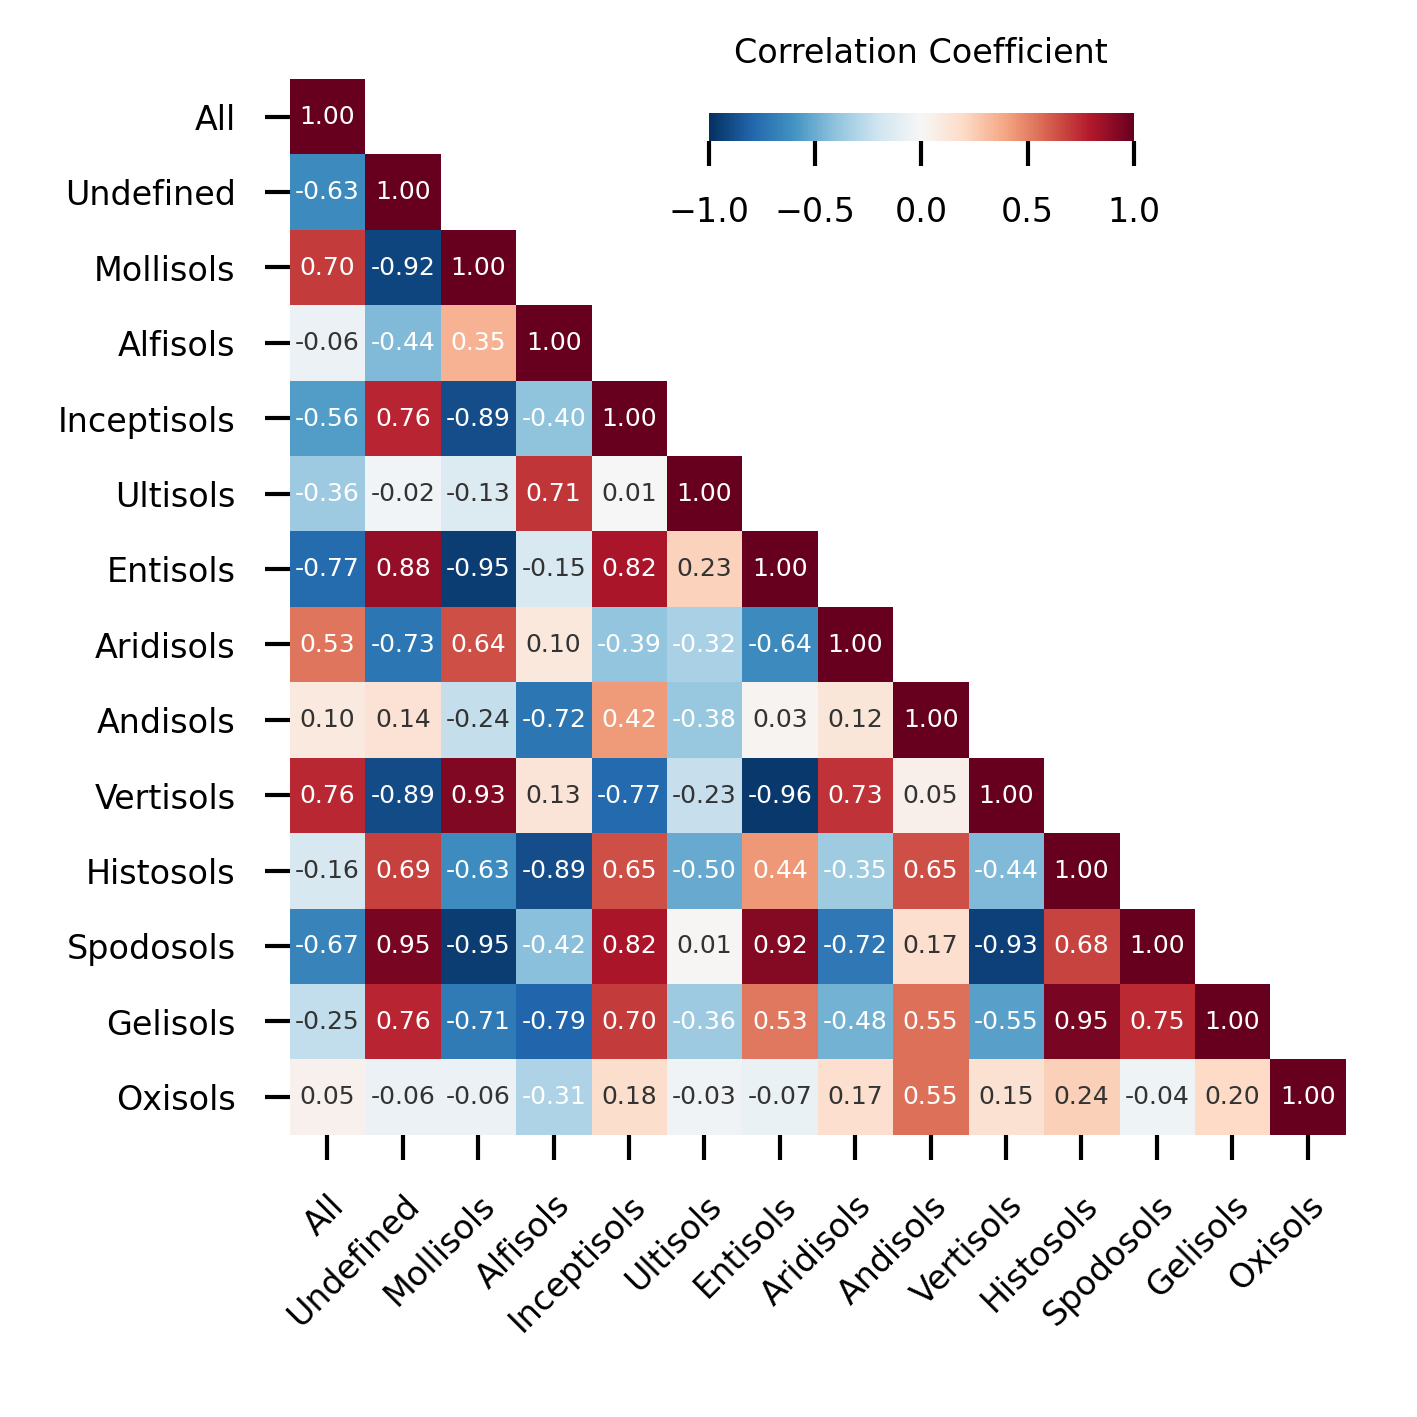 Correlation Coefficient
−1.0 −0.5 0.0 0.5 1.0
All 1.00
Undefined -0.63 1.00
Mollisols 0.70 -0.92 1.00
Alfisols -0.06 -0.44 0.35 1.00
Inceptisols -0.56 0.76 -0.89 -0.40 1.00
Ultisols -0.36 -0.02 -0.13 0.71 0.01 1.00
Entisols -0.77 0.88 -0.95 -0.15 0.82 0.23 1.00
Aridisols 0.53 -0.73 0.64 0.10 -0.39 -0.32 -0.64 1.00
Andisols 0.10 0.14 -0.24 -0.72 0.42 -0.38 0.03 0.12 1.00
Vertisols 0.76 -0.89 0.93 0.13 -0.77 -0.23 -0.96 0.73 0.05 1.00
Histosols -0.16 0.69 -0.63 -0.89 0.65 -0.50 0.44 -0.35 0.65 -0.44 1.00
Spodosols -0.67 0.95 -0.95 -0.42 0.82 0.01 0.92 -0.72 0.17 -0.93 0.68 1.00
Gelisols -0.25 0.76 -0.71 -0.79 0.70 -0.36 0.53 -0.48 0.55 -0.55 0.95 0.75 1.00
Oxisols 0.05 -0.06 -0.06 -0.31 0.18 -0.03 -0.07 0.17 0.55 0.15 0.24 -0.04 0.20 1.00
All Undefined Mollisols Alfisols Inceptisols Ultisols Entisols Aridisols Andisols Vertisols Histosols Spodosols Gelisols Oxisols